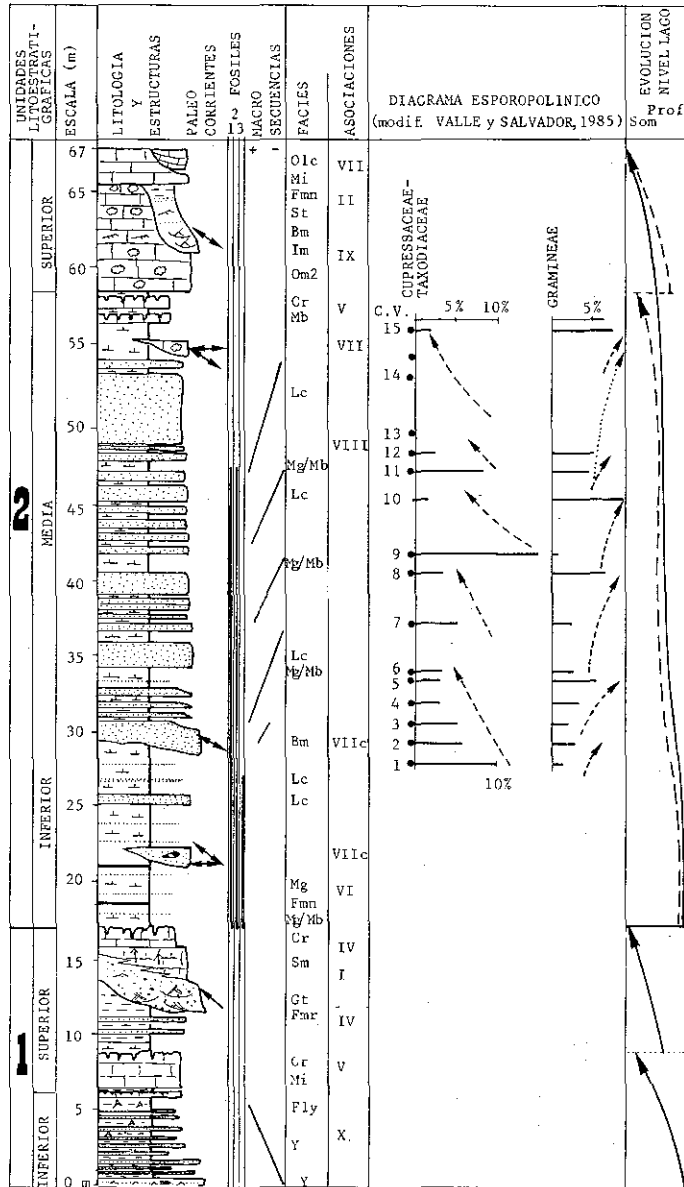 UNIDADES
LITOESTRATI-
GRAFICAS
ESCALA (m)
LITOLOGIA
Y
ESTRUCTURAS
PALEO
CORRIENTES
FOSILES
2
13
MACRO
SECUENCIAS
+ -
FACIES
ASOCIACIONES
DIAGRAMA ESPOROPOLINICO
(modif. VALLE y SALVADOR, 1985)
EVOLUCION
NIVEL LAGO
Som
Prof
67
65
60
55
50
45
40
35
30
25
20
15
10
5
0 m
2
SUPERIOR
MEDIA
INFERIOR
1
SUPERIOR
INFERIOR
Olc
Mi
Fmn
St
Bm
Im
Om2
Cr
Mb
Lc
Mg/Mb
Lc
Mg/Mb
Lc
Mg/Mb
Bm
Lc
Lc
Mg
Fmn
Mg/Mb
Cr
Sm
Gt
Fmr
Cr
Mi
Fly
Y
Y
VII
II
IX
V
VII
VIII
VIIc
VIIc
VI
IV
I
IV
V
X
CUPRESSACEAE-
TAXODIACEAE
GRAMINEAE
C.V.
5% 10%
5%
15
14
13
12
11
10
9
8
7
6
5
4
3
2
1
10%